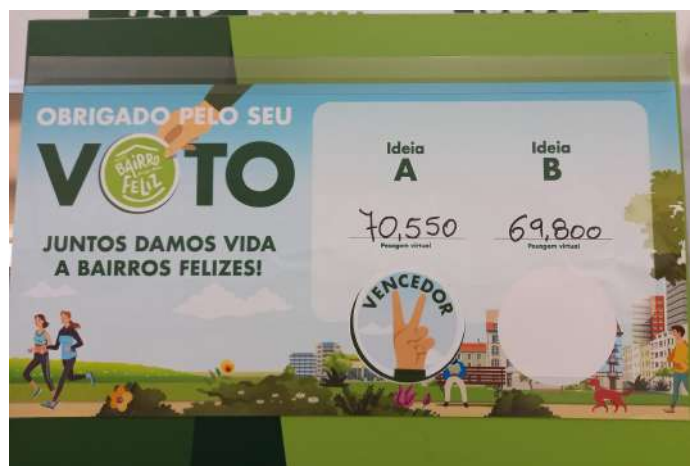 OBRIGADO PELO SEU
VOTO
BAIRRO
FELIZ
JUNTOS DAMOS VIDA
A BAIRROS FELIZES!
Ideia
A
70,550
Pesagem virtual
VENCEDOR
Ideia
B
69,800
Pesagem virtual